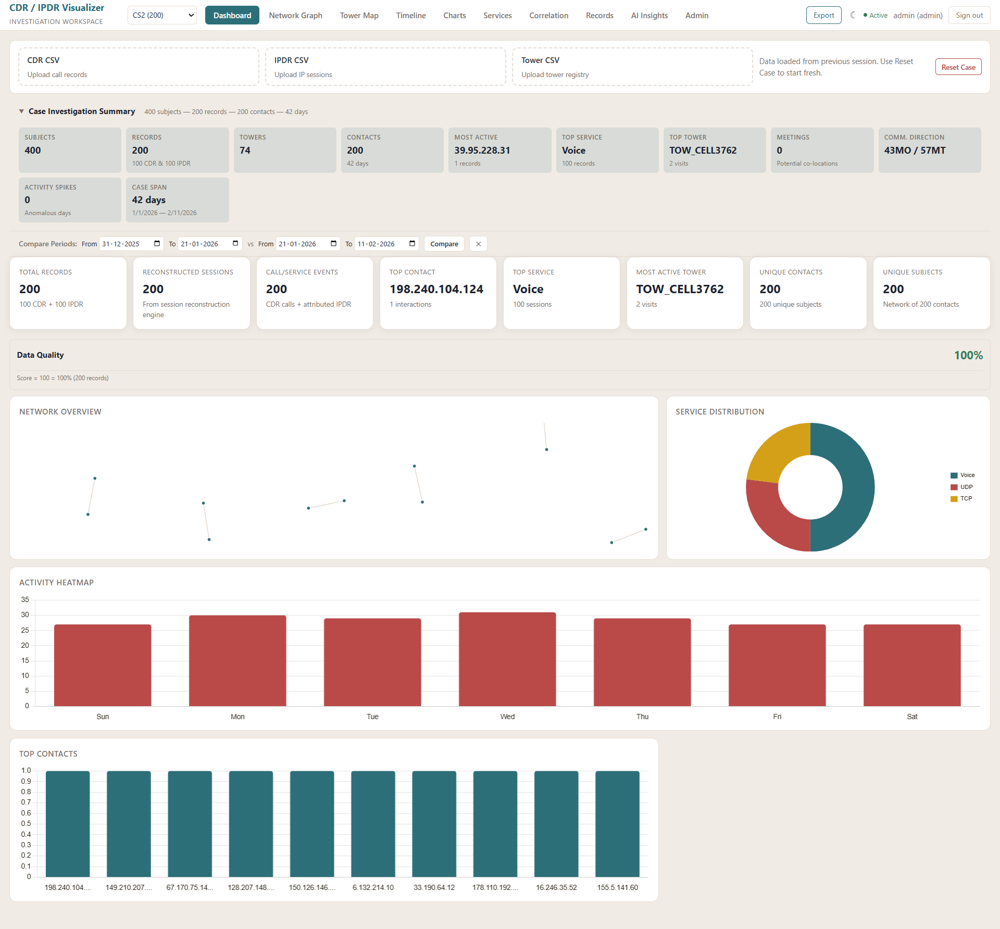 CDR / IPDR Visualizer
INVESTIGATION WORKSPACE
CS2 (200)
Dashboard
Network Graph
Tower Map
Timeline
Charts
Services
Correlation
Records
AI Insights
Admin
Export
Active
admin (admin)
Sign out
CDR CSV
Upload call records
IPDR CSV
Upload IP sessions
Tower CSV
Upload tower registry
Data loaded from previous session. Use Reset
Case to start fresh.
Reset Case
▼ Case Investigation Summary 400 subjects — 200 records — 200 contacts — 42 days
SUBJECTS
400
RECORDS
200
100 CDR & 100 IPDR
TOWERS
74
CONTACTS
200
42 days
MOST ACTIVE
39.95.228.31
1 records
TOP SERVICE
Voice
100 records
TOP TOWER
TOW_CELL3762
2 visits
MEETINGS
0
Potential co-locations
COMM. DIRECTION
43MO / 57MT
ACTIVITY SPIKES
0
Anomalous days
CASE SPAN
42 days
1/1/2026 — 2/11/2026
Compare Periods: From 31-12-2025 To 21-01-2026 vs From 21-01-2026 To 11-02-2026 Compare ✕
TOTAL RECORDS
200
100 CDR + 100 IPDR
RECONSTRUCTED SESSIONS
200
From session reconstruction
engine
CALL/SERVICE EVENTS
200
CDR calls + attributed IPDR
TOP CONTACT
198.240.104.124
1 interactions
TOP SERVICE
Voice
100 sessions
MOST ACTIVE TOWER
TOW_CELL3762
2 visits
UNIQUE CONTACTS
200
200 unique subjects
UNIQUE SUBJECTS
200
Network of 200 contacts
Data Quality
100%
Score = 100 = 100% (200 records)
NETWORK OVERVIEW
SERVICE DISTRIBUTION
Voice
UDP
TCP
ACTIVITY HEATMAP
35
30
25
20
15
10
5
0
Sun Mon Tue Wed Thu Fri Sat
TOP CONTACTS
1.0
0.9
0.8
0.7
0.6
0.5
0.4
0.3
0.2
0.1
0
198.240.104.... 149.210.207.... 67.170.75.14... 128.207.148.... 150.126.146.... 6.132.214.10 33.190.64.12 178.110.192.... 16.246.35.52 155.5.141.60